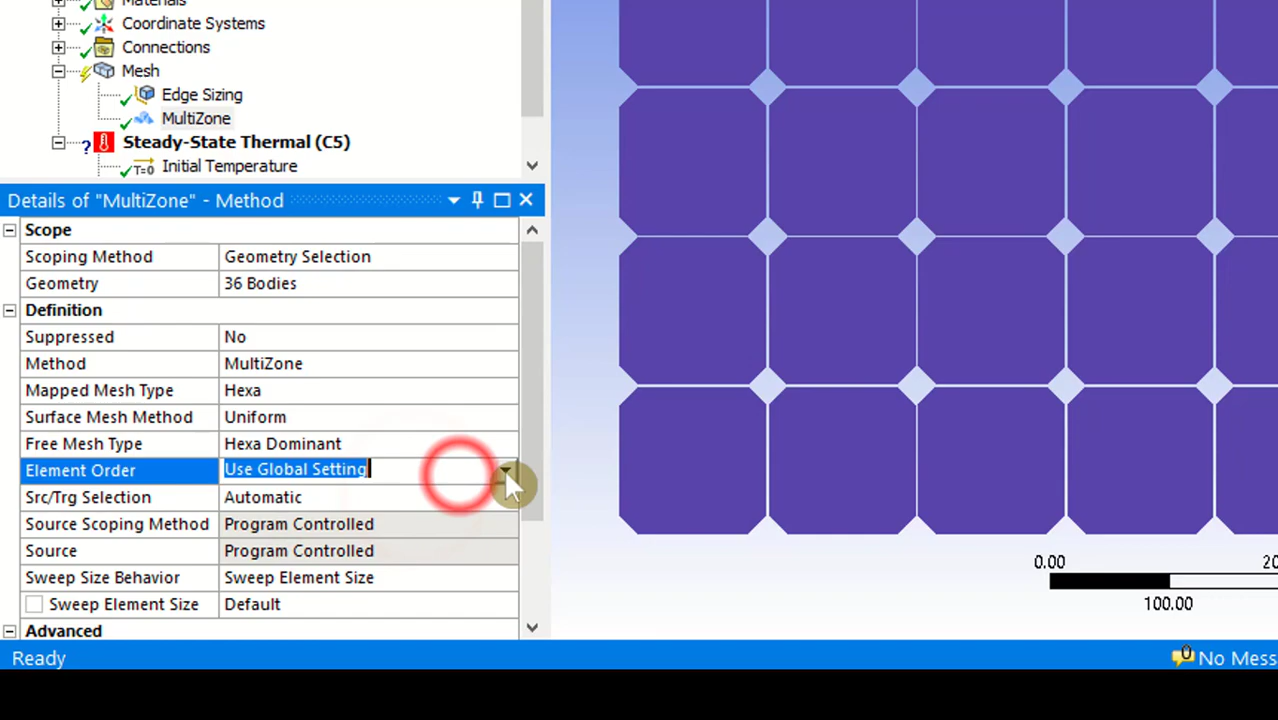 Materials
Coordinate Systems
Connections
Mesh
Edge Sizing
MultiZone
Steady-State Thermal (C5)
T=0 Initial Temperature
Details of "MultiZone" - Method
Scope
Scoping Method Geometry Selection
Geometry 36 Bodies
Definition
Suppressed No
Method MultiZone
Mapped Mesh Type Hexa
Surface Mesh Method Uniform
Free Mesh Type Hexa Dominant
Element Order Use Global Setting
Src/Trg Selection Automatic
Source Scoping Method Program Controlled
Source Program Controlled
Sweep Size Behavior Sweep Element Size
Sweep Element Size Default
Advanced
0.00 20
100.00
Ready
0 No Mess